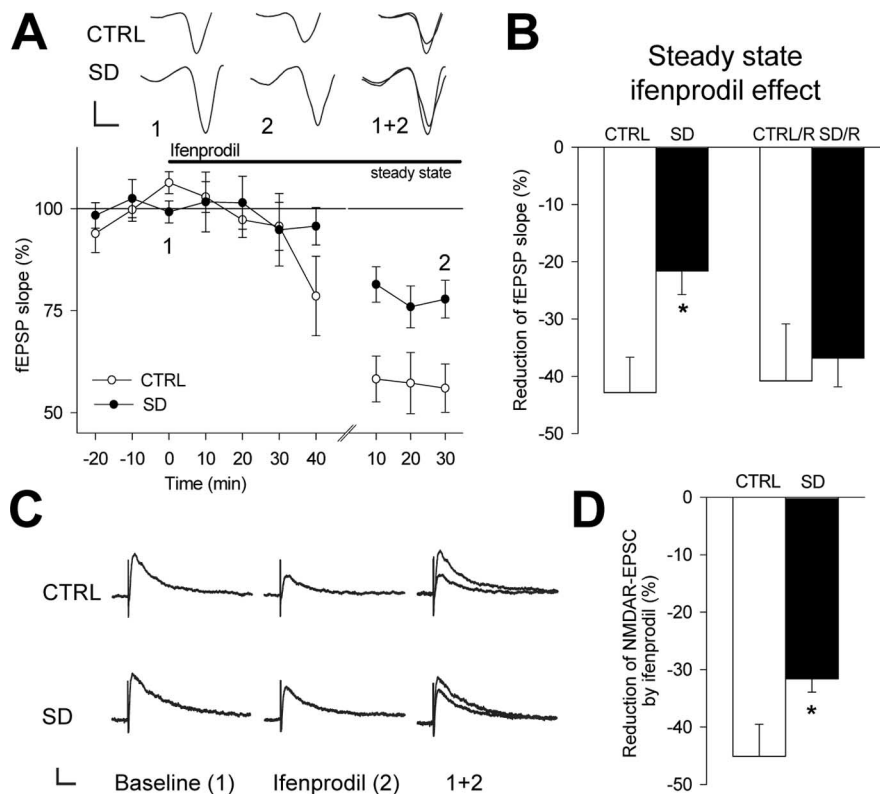 A
CTRL
SD
1
2
1+2
Ifenprodil
steady state
fEPSP slope (%)
100
75
50
1
2
CTRL
SD
-20 -10 0 10 20 30 40 10 20 30
Time (min)
B
Steady state
ifenprodil effect
CTRL SD CTRL/R SD/R
Reduction of fEPSP slope (%)
0
-10
-20
-30
-40
-50
*
C
CTRL
SD
Baseline (1) Ifenprodil (2) 1+2
D
CTRL SD
Reduction of NMDAR-EPSC
by ifenprodil (%)
0
-10
-20
-30
-40
-50
*